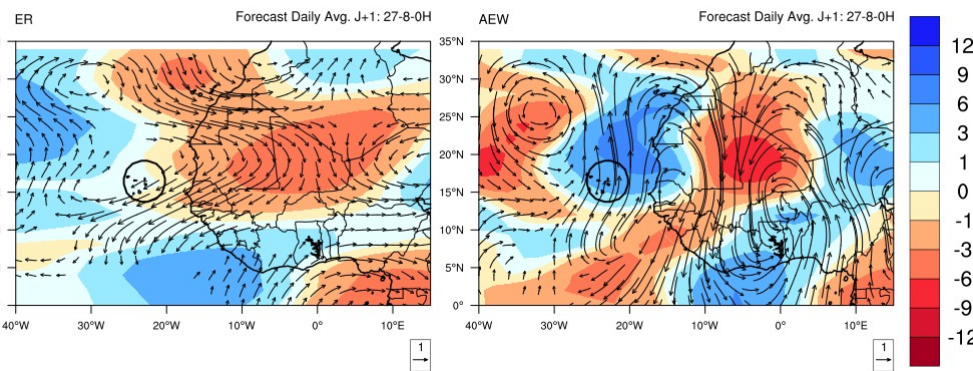 ER Forecast Daily Avg. J+1: 27-8-0H
AEW Forecast Daily Avg. J+1: 27-8-0H
35°N
30°N
25°N
20°N
15°N
10°N
5°N
0°
40°W 30°W 20°W 10°W 0° 10°E
40°W 30°W 20°W 10°W 0° 10°E
1
1
12
9
6
3
1
0
-1
-3
-6
-9
-12